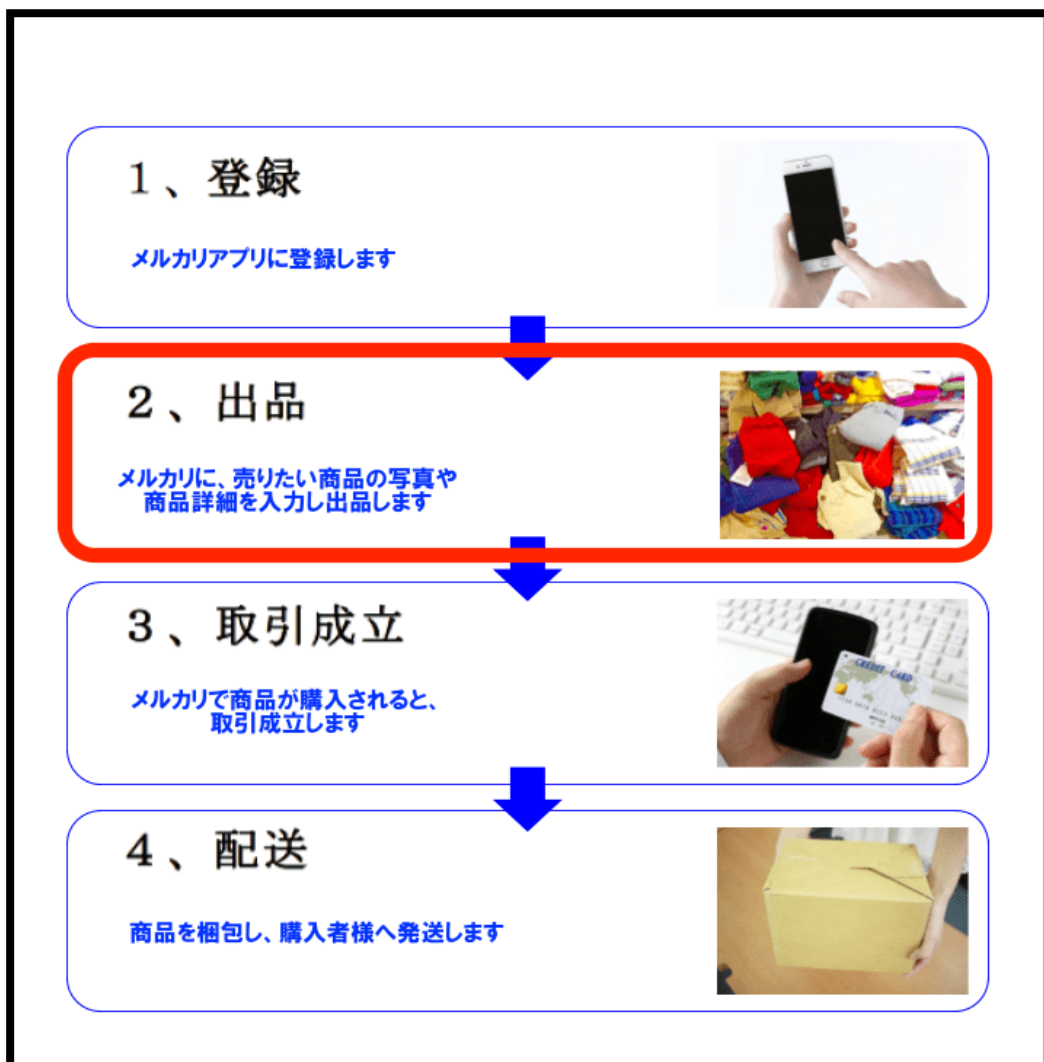 １、登録
メルカリアプリに登録します
２、出品
メルカリに、売りたい商品の写真や
商品詳細を入力し出品します
３、取引成立
メルカリで商品が購入されると、
取引成立します
CREDIT CARD
４、配送
商品を梱包し、購入者様へ発送します